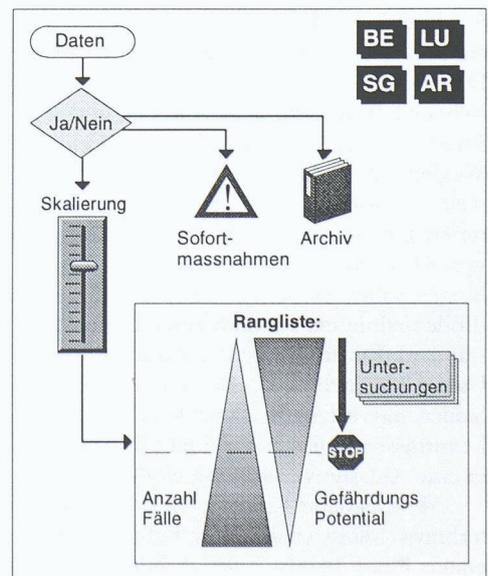 Daten
BE LU
SG AR
Ja/Nein
Skalierung
Sofort-
massnahmen
Archiv
Rangliste:
Unter-
suchungen
STOP
Anzahl
Fälle
Gefährdungs
Potential